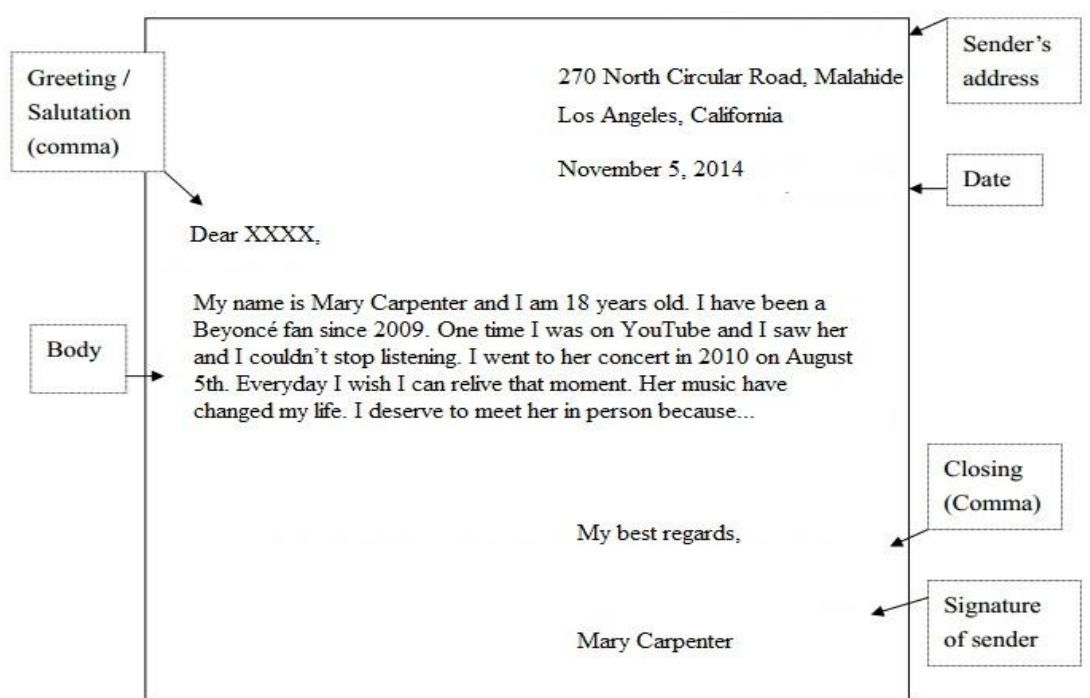 Sender's
address
Greeting /
Salutation
(comma)
270 North Circular Road, Malahide
Los Angeles, California
November 5, 2014
Date
Dear XXXX,
My name is Mary Carpenter and I am 18 years old. I have been a
Beyoncé fan since 2009. One time I was on YouTube and I saw her
and I couldn't stop listening. I went to her concert in 2010 on August
5th. Everyday I wish I can relive that moment. Her music have
changed my life. I deserve to meet her in person because...
Body
Closing
(Comma)
My best regards,
Signature
of sender
Mary Carpenter